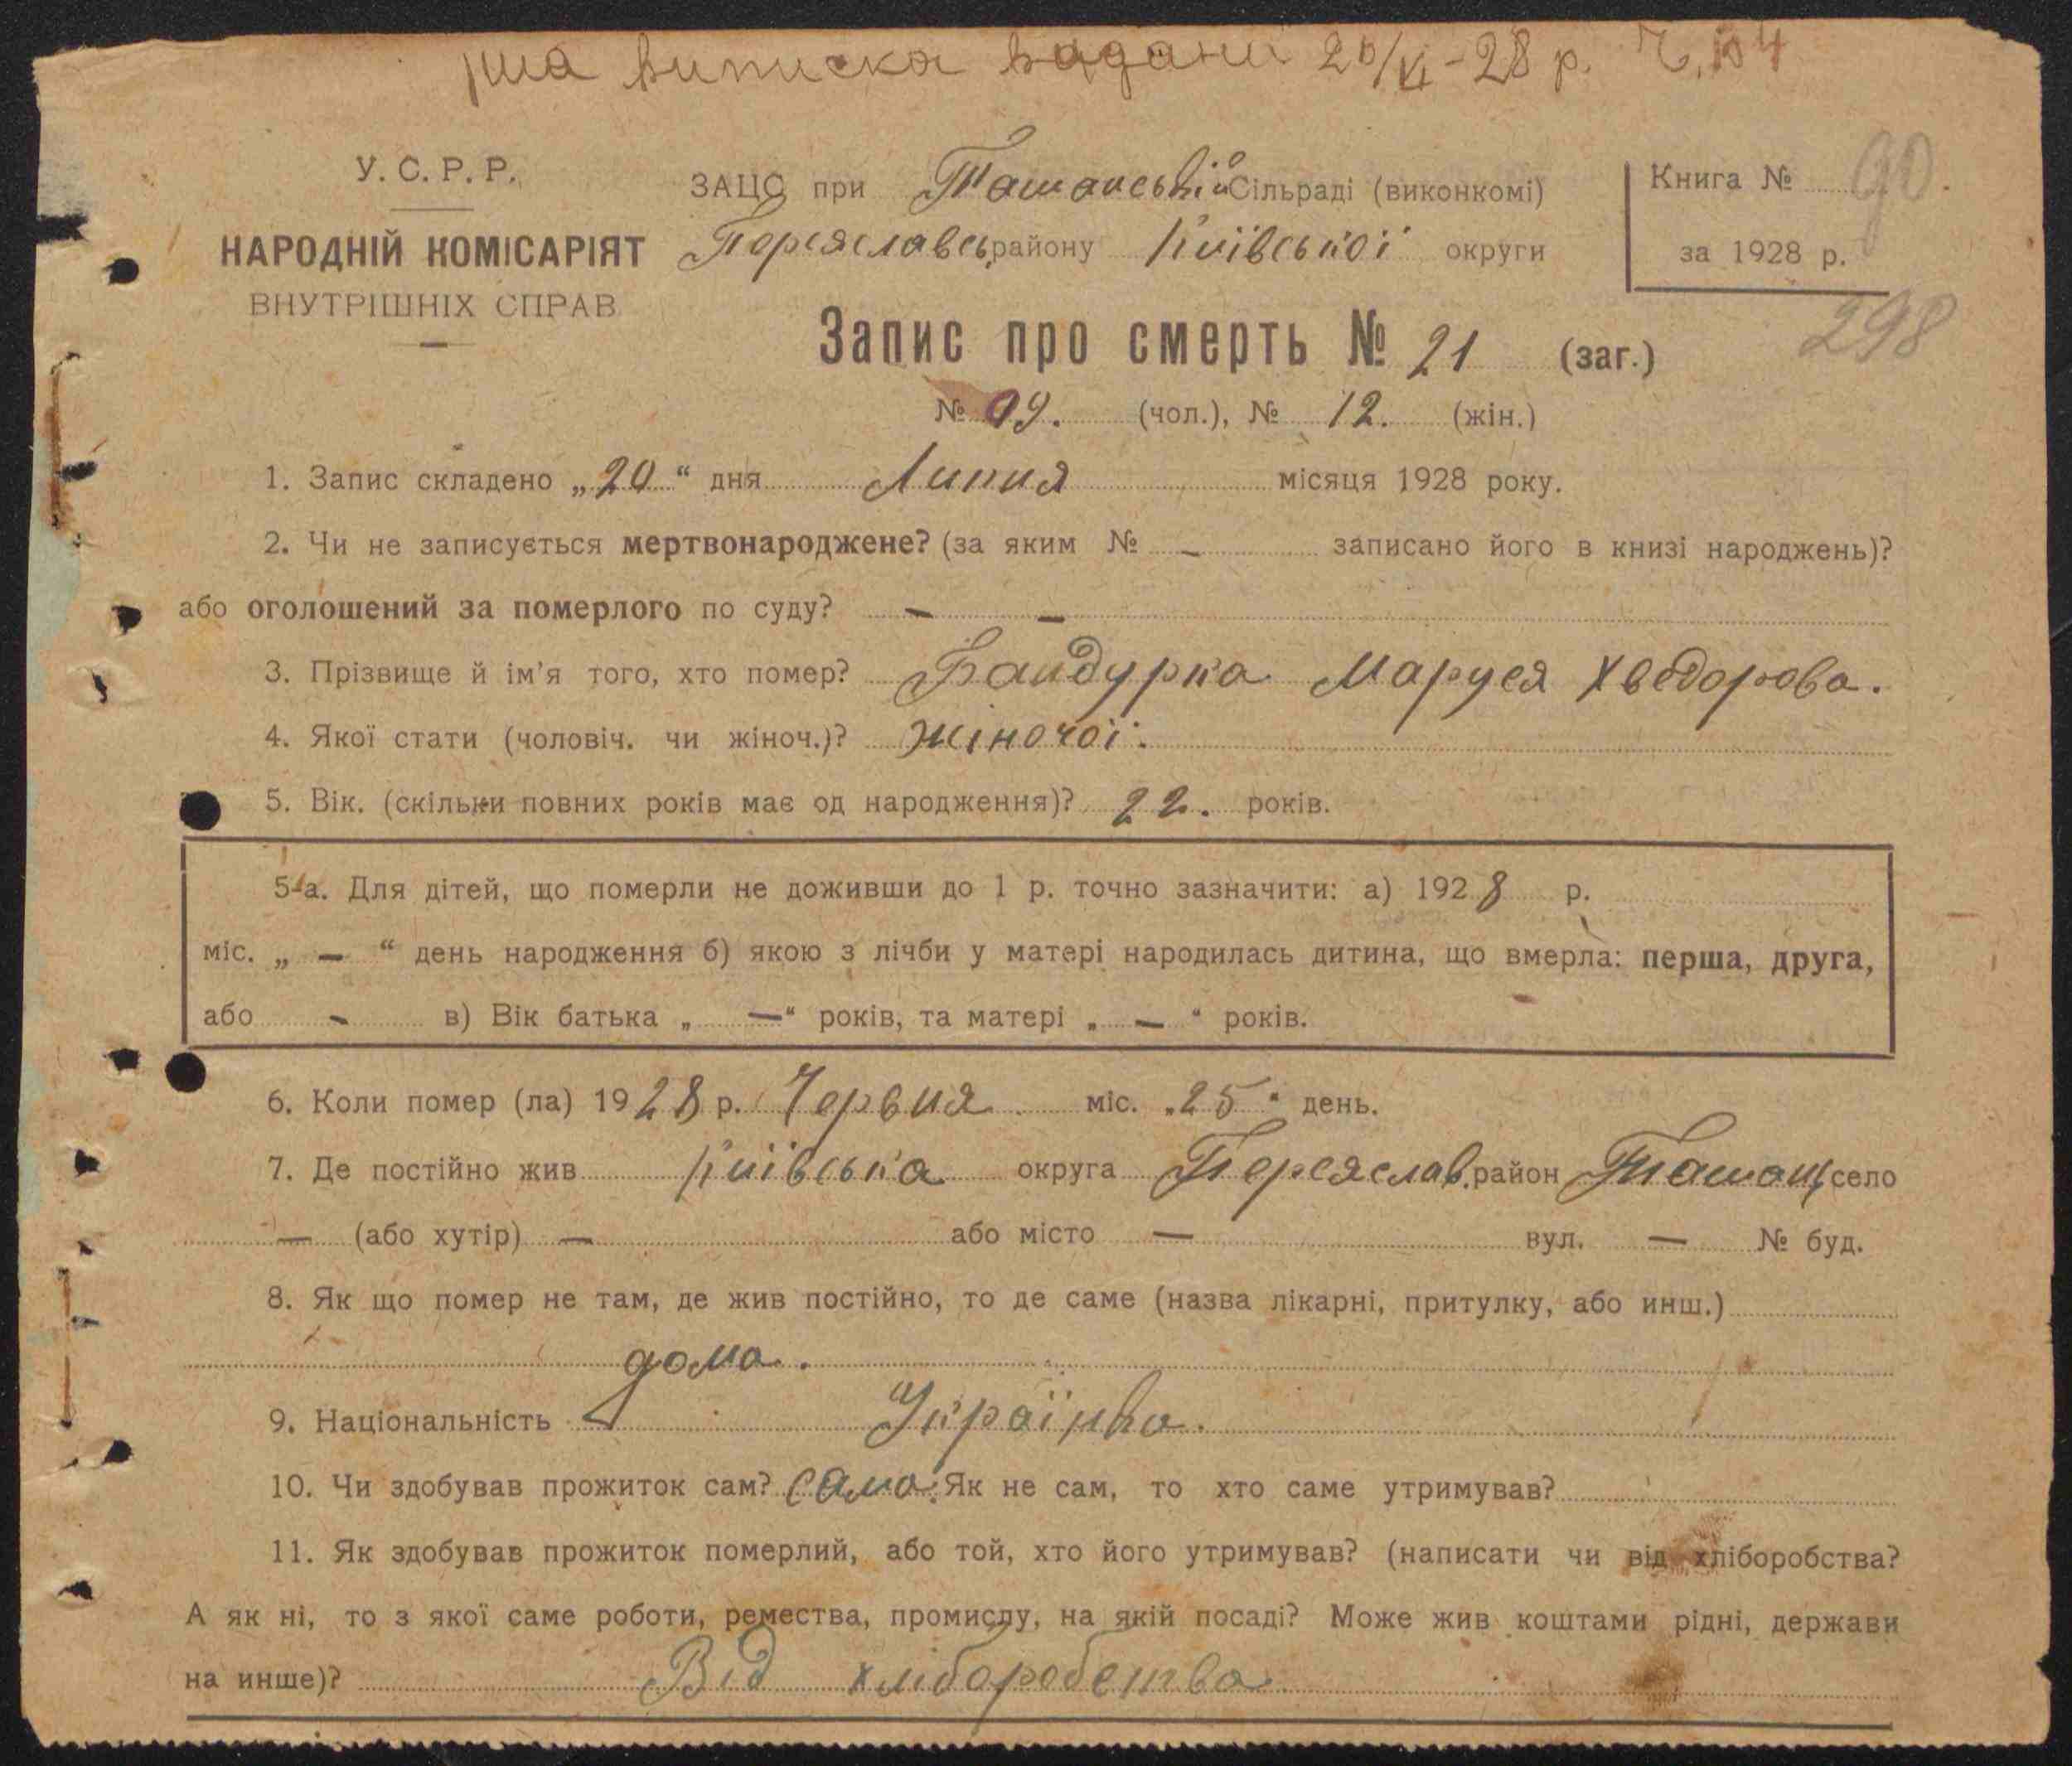 виписка видана 20/VI-28 р.
У. С. Р. Р.
НАРОДНІЙ КОМІСАРІЯТ
ВНУТРІШНІХ СПРАВ
ЗАЦС при Ташанській Сільраді (виконкомі)
Переяславськ району Київської округи
Книга № 90.
за 1928 р.
298
Запис про смерть № 21 (заг.)
№ 09. (чол.), № 12. (жін.)
1. Запис складено „20“ дня Липня місяця 1928 року.
2. Чи не записується мертвонароджене? (за яким № — записано його в книзі народжень)?
або оголошений за померлого по суду? — —
3. Прізвище й ім'я того, хто помер? Бандурка Маруся Хведорова.
4. Якої стати (чоловіч. чи жіноч.)? жіночої.
5. Вік. (скільки повних років має од народження)? 22. років.
5-а. Для дітей, що померли не доживши до 1 р. точно зазначити: а) 1928 р.
міс. „ — “ день народження б) якою з лічби у матері народилась дитина, що вмерла: перша, друга,
або - в) Вік батька „ —“ років, та матері „ — “ років.
6. Коли помер (ла) 1928 р. Червня міс. „25“ день.
7. Де постійно жив Київська округа Переяслав. район Ташань село
— (або хутір) — або місто — вул. — № буд.
8. Як що помер не там, де жив постійно, то де саме (назва лікарні, притулку, або инш.)
дома.
9. Національність Українка.
10. Чи здобував прожиток сам? сама. Як не сам, то хто саме утримував?
11. Як здобував прожиток померлий, або той, хто його утримував? (написати чи від хліборобства?
А як ні, то з якої саме роботи, ремества, промислу, на якій посаді? Може жив коштами рідні, держави
на инше)? Від хліборобства